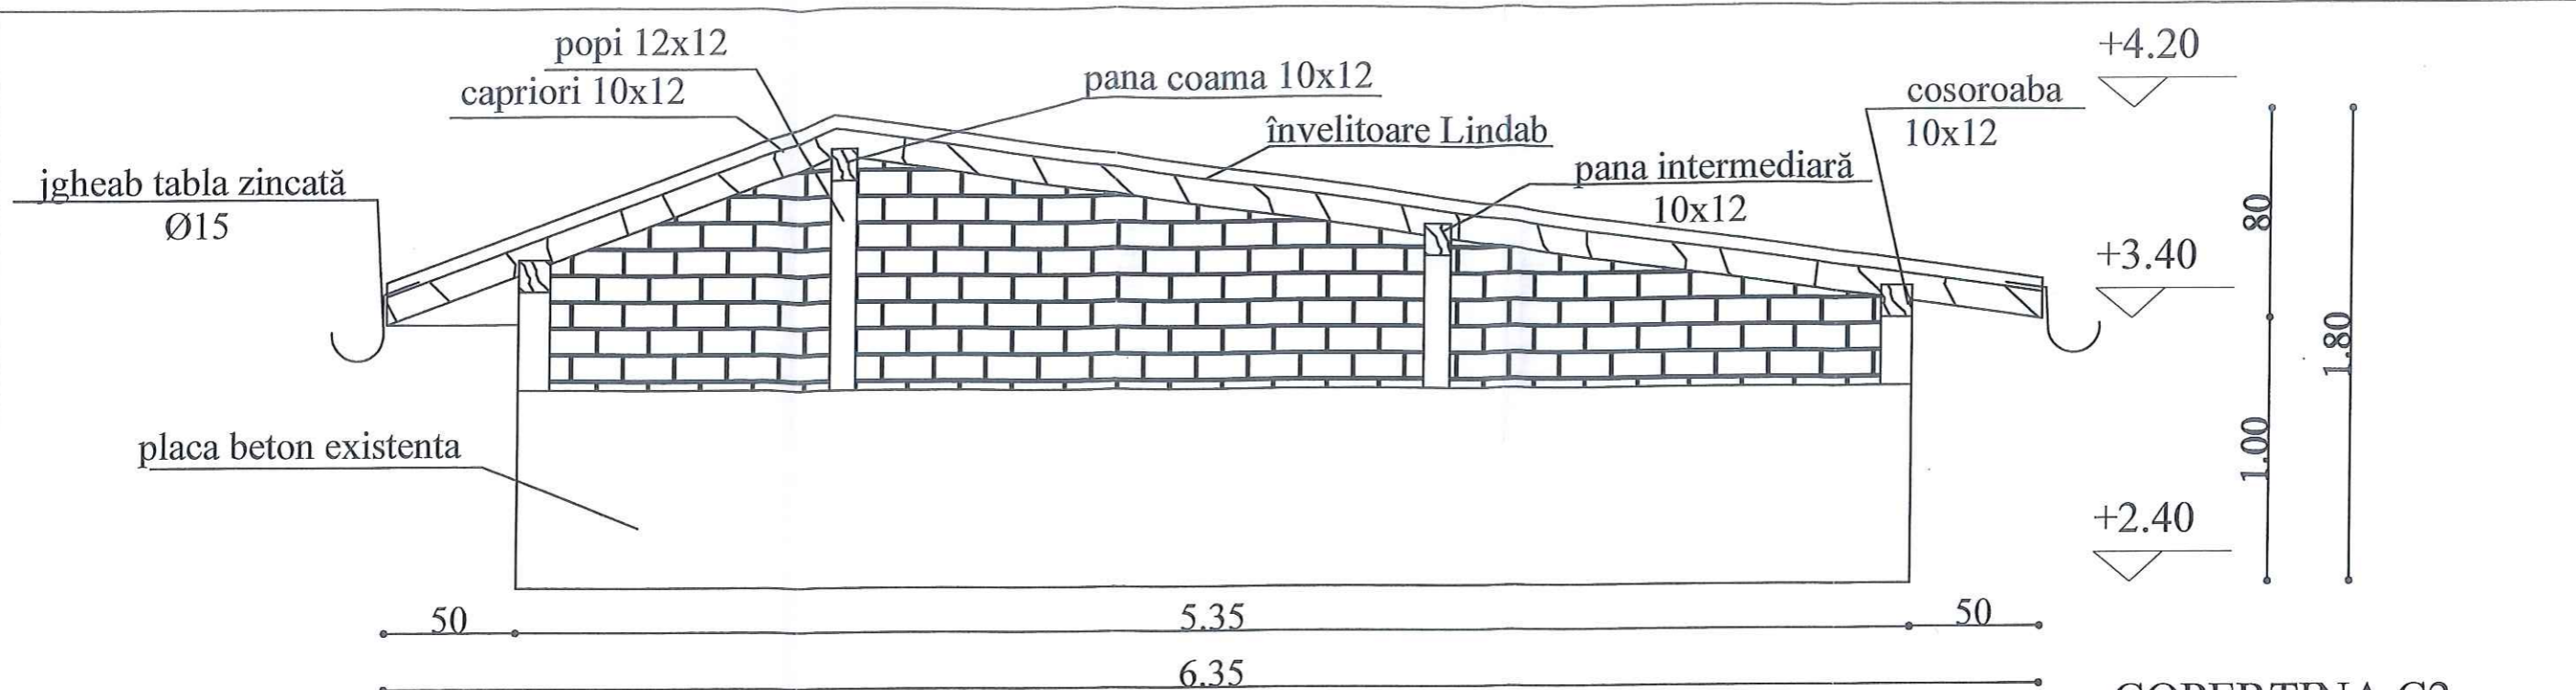 popi 12x12
capriori 10x12
pana coama 10x12
învelitoare Lindab
jgheab tabla zincată
Ø15
pana intermediară
10x12
cosoroaba
10x12
+4.20
+3.40
+2.40
80
1.00
1.80
placa beton existenta
50
5.35
50
6.35
COPERTINA C2